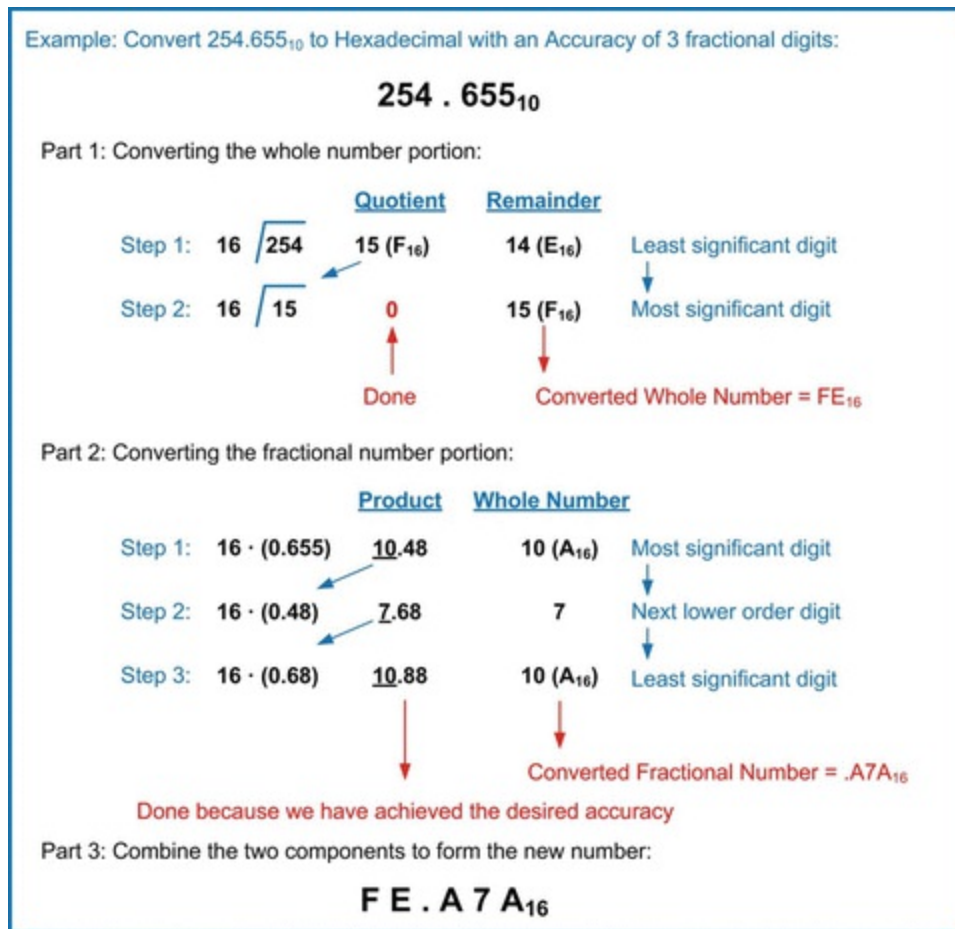 Example: Convert 254.655₁₀ to Hexadecimal with an Accuracy of 3 fractional digits:
254 . 655₁₀
Part 1: Converting the whole number portion:
Quotient Remainder
Step 1: 16 254 15 (F₁₆) 14 (E₁₆) Least significant digit
Step 2: 16 15 0 15 (F₁₆) Most significant digit
Done Converted Whole Number = FE₁₆
Part 2: Converting the fractional number portion:
Product Whole Number
Step 1: 16 · (0.655) 10.48 10 (A₁₆) Most significant digit
Step 2: 16 · (0.48) 7.68 7 Next lower order digit
Step 3: 16 · (0.68) 10.88 10 (A₁₆) Least significant digit
Converted Fractional Number = .A7A₁₆
Done because we have achieved the desired accuracy
Part 3: Combine the two components to form the new number:
F E . A 7 A₁₆